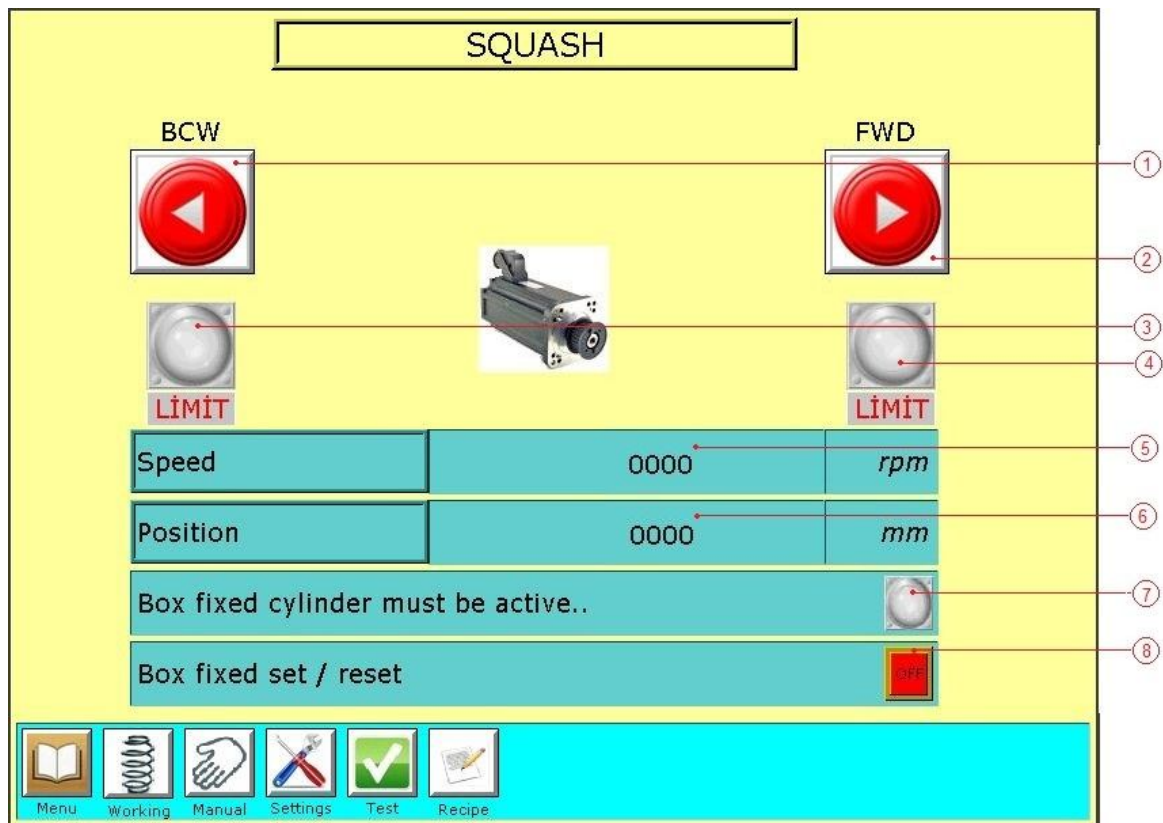 SQUASH
BCW
FWD
1
2
3
4
LİMİT
LİMİT
Speed 0000 rpm
5
Position 0000 mm
6
Box fixed cylinder must be active..
7
Box fixed set / reset OFF
8
Menu Working Manual Settings Test Recipe